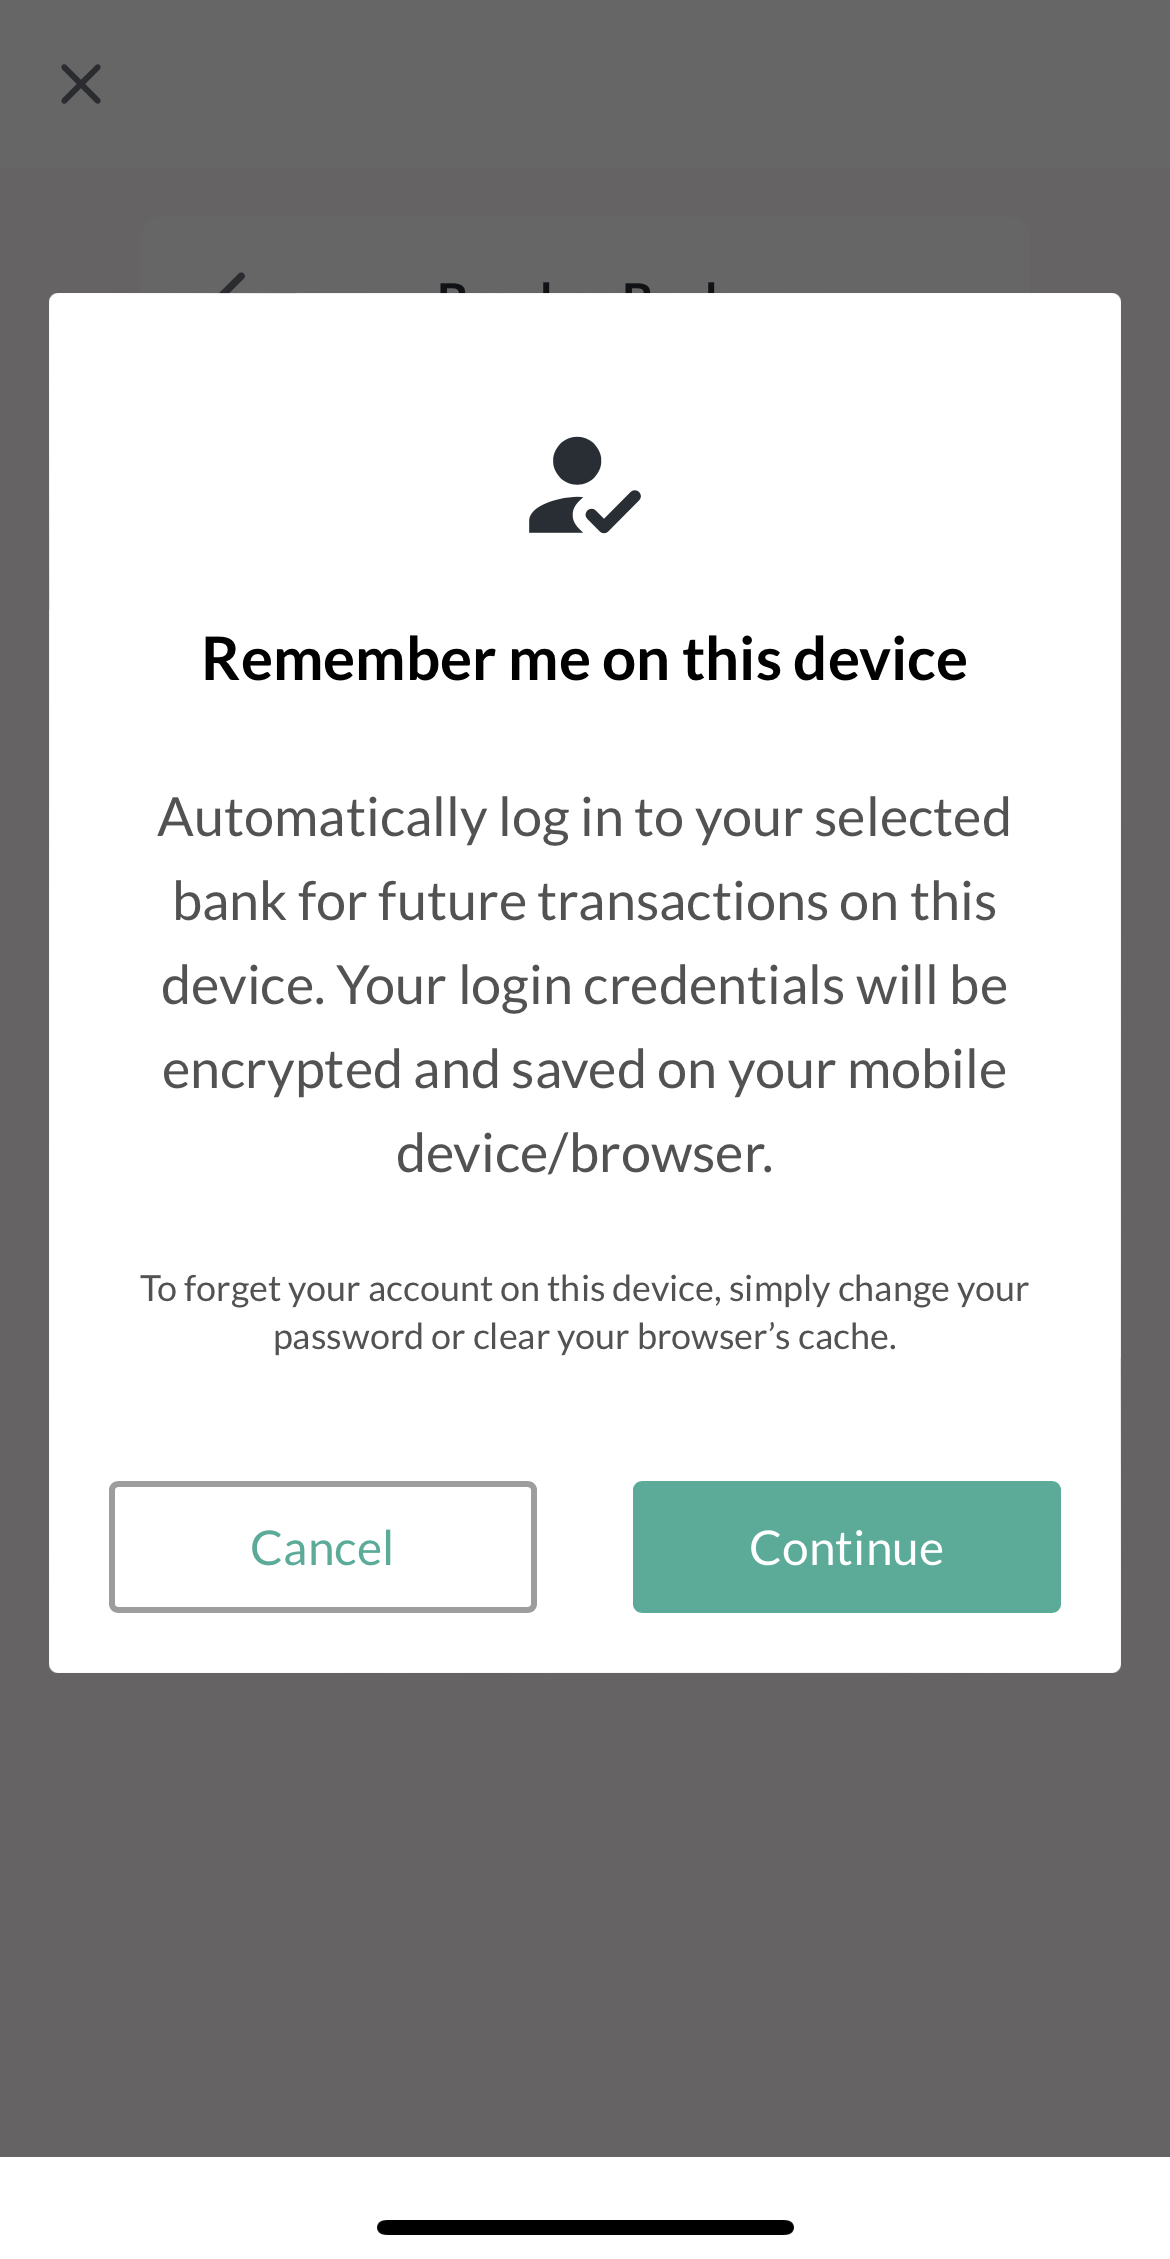 Remember me on this device
Automatically log in to your selected
bank for future transactions on this
device. Your login credentials will be
encrypted and saved on your mobile
device/browser.
To forget your account on this device, simply change your
password or clear your browser’s cache.
Cancel
Continue